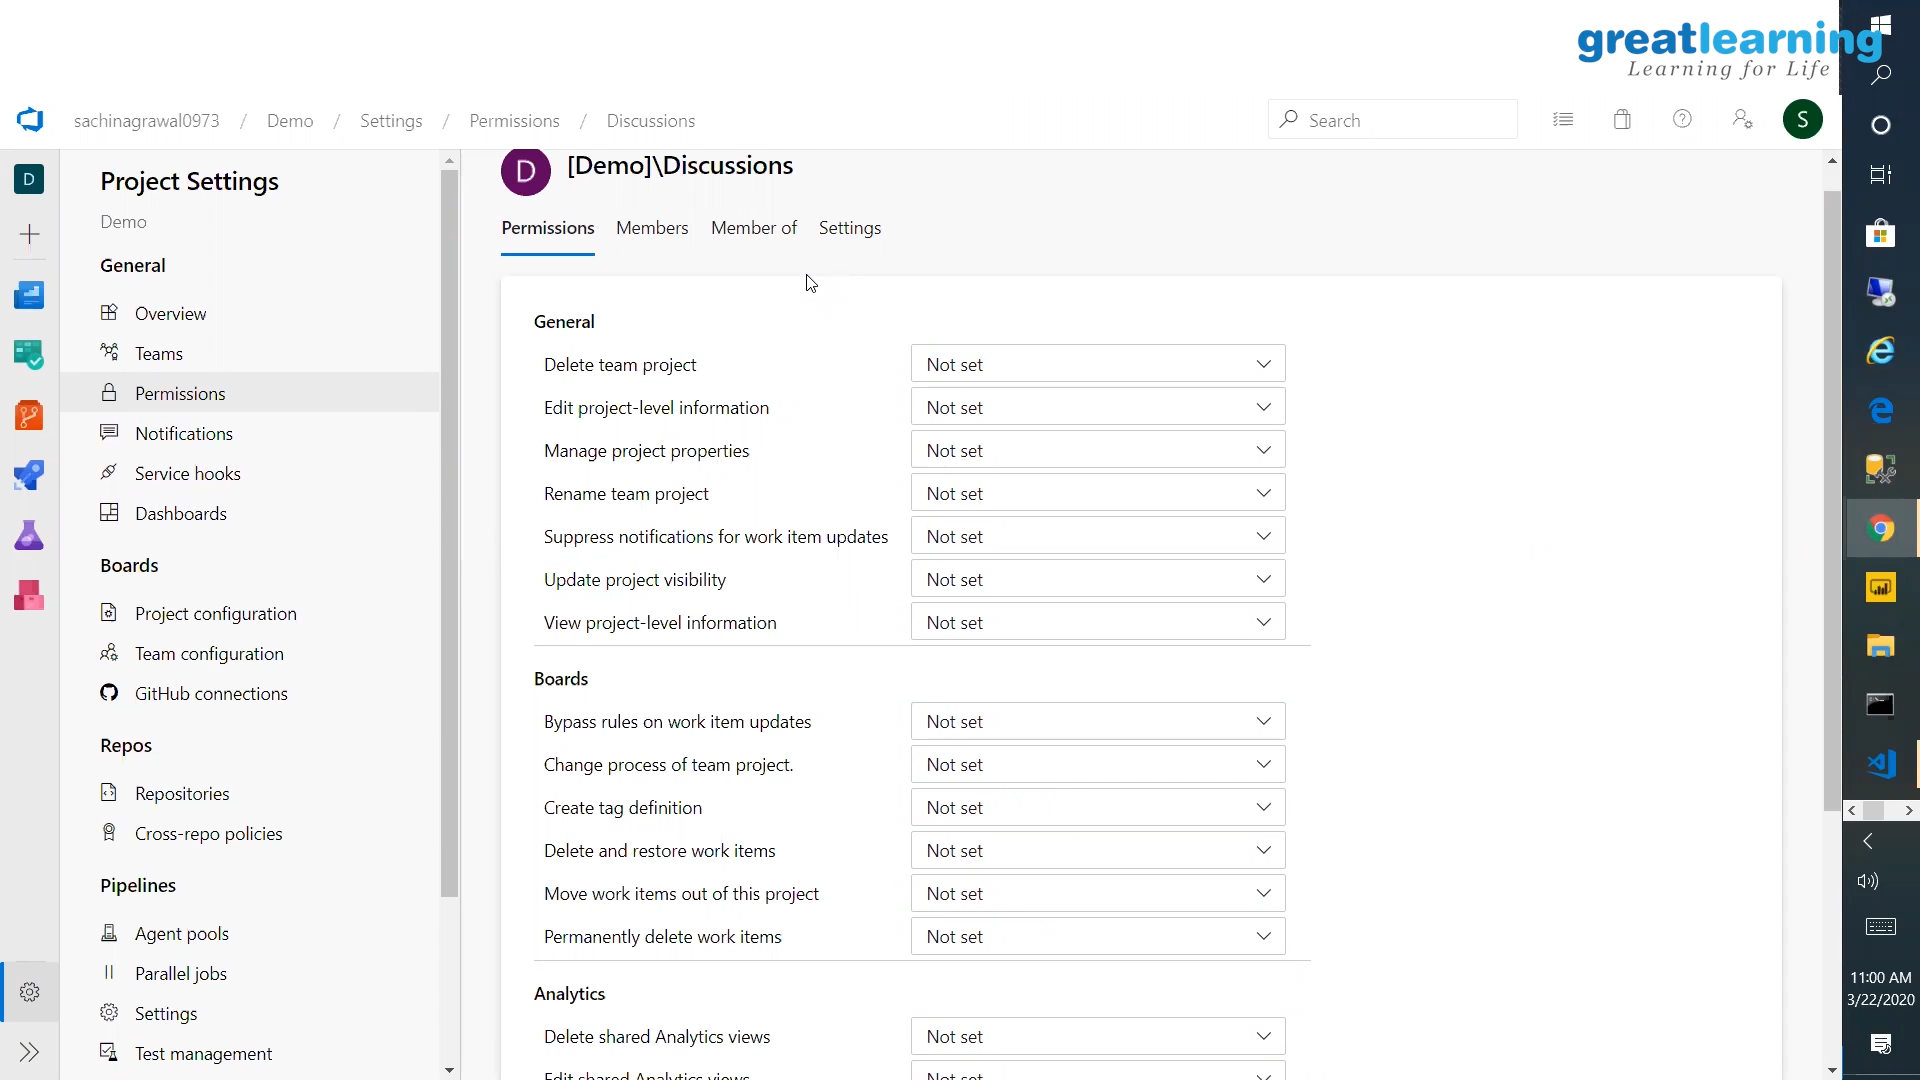 greatlearning
Learning for Life
sachinagrawal0973 / Demo / Settings / Permissions / Discussions
Search
S
D
Project Settings
Demo
General
Overview
Teams
Permissions
Notifications
Service hooks
Dashboards
Boards
Project configuration
Team configuration
GitHub connections
Repos
Repositories
Cross-repo policies
Pipelines
Agent pools
Parallel jobs
Settings
Test management
D
[Demo]\Discussions
Permissions Members Member of Settings
General
Delete team project Not set
Edit project-level information Not set
Manage project properties Not set
Rename team project Not set
Suppress notifications for work item updates Not set
Update project visibility Not set
View project-level information Not set
Boards
Bypass rules on work item updates Not set
Change process of team project. Not set
Create tag definition Not set
Delete and restore work items Not set
Move work items out of this project Not set
Permanently delete work items Not set
Analytics
Delete shared Analytics views Not set
Edit shared Analytics views Not set
11:00 AM
3/22/2020